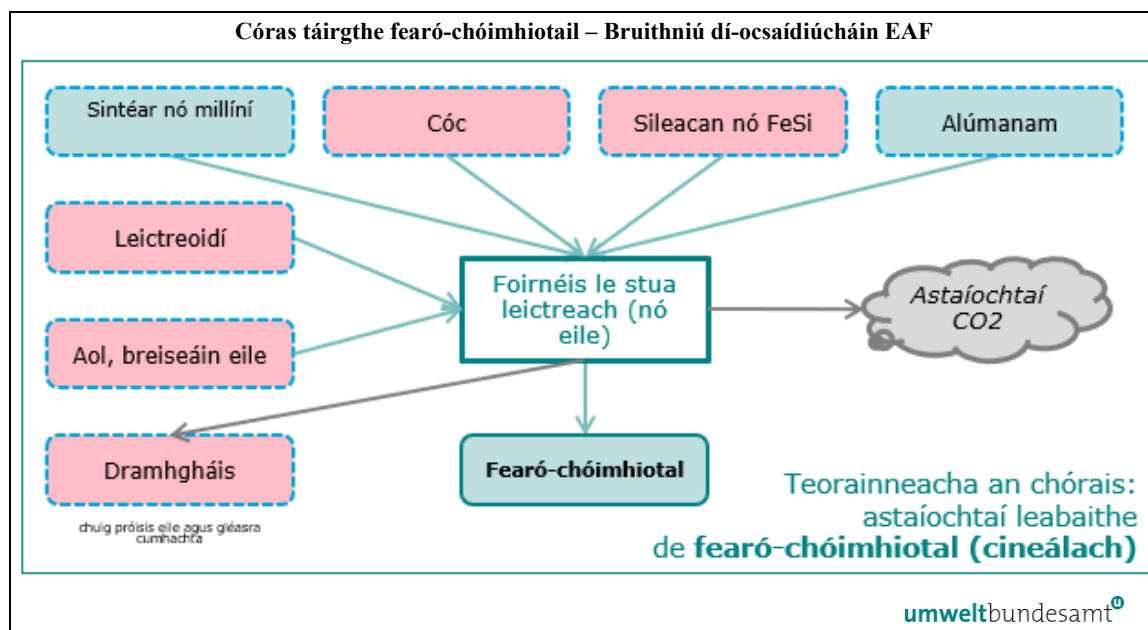 Córas táirgthe fearó-chóimhiotail – Bruithniú dí-ocsaídiúcháin EAF
Sintéar nó millíní
Cóc
Sileacan nó FeSi
Alúmanam
Leictreoidí
Foirnéis le stua
leictreach (nó
eile)
Astaíochtaí
CO2
Aol, breiseáin eile
Dramhgháis
chuig próisis eile agus gléasra
cumhachta
Fearó-chóimhiotal
Teorainneacha an chórais:
astaíochtaí leabaithe
de fearó-chóimhiotal (cineálach)
umweltbundesamt u